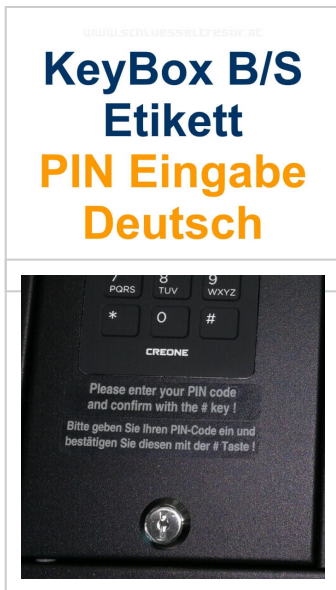 www.schluesseltresor.at
KeyBox B/S
Etikett
PIN Eingabe
Deutsch
7 8 9
PQRS TUV WXYZ
* 0 #
CREONE
Please enter your PIN code
and confirm with the # key !
Bitte geben Sie Ihren PIN-Code ein und
bestätigen Sie diesen mit der # Taste !